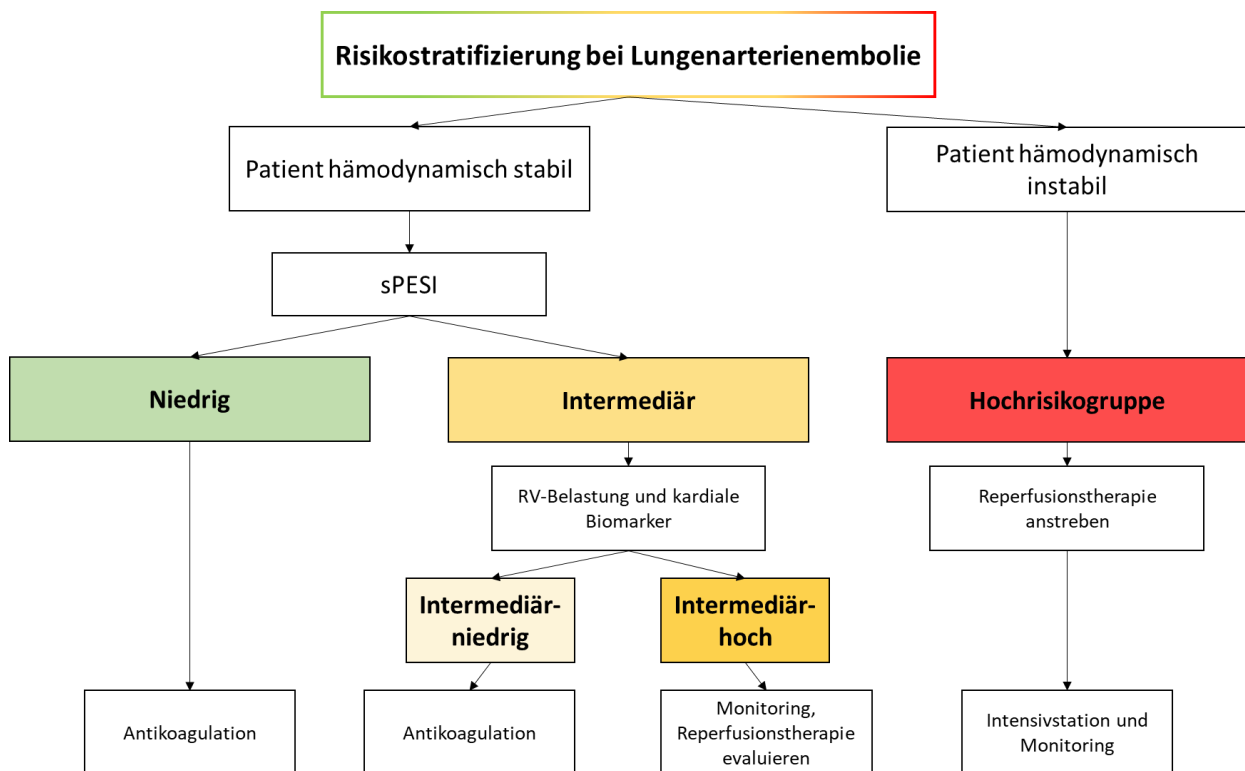 Risikostratifizierung bei Lungenarterienembolie
Patient hämodynamisch stabil
Patient hämodynamisch
instabil
sPESI
Niedrig
Intermediär
Hochrisikogruppe
RV-Belastung und kardiale
Biomarker
Reperfusionstherapie
anstreben
Intermediär-
niedrig
Intermediär-
hoch
Antikoagulation
Antikoagulation
Monitoring,
Reperfusionstherapie
evaluieren
Intensivstation und
Monitoring